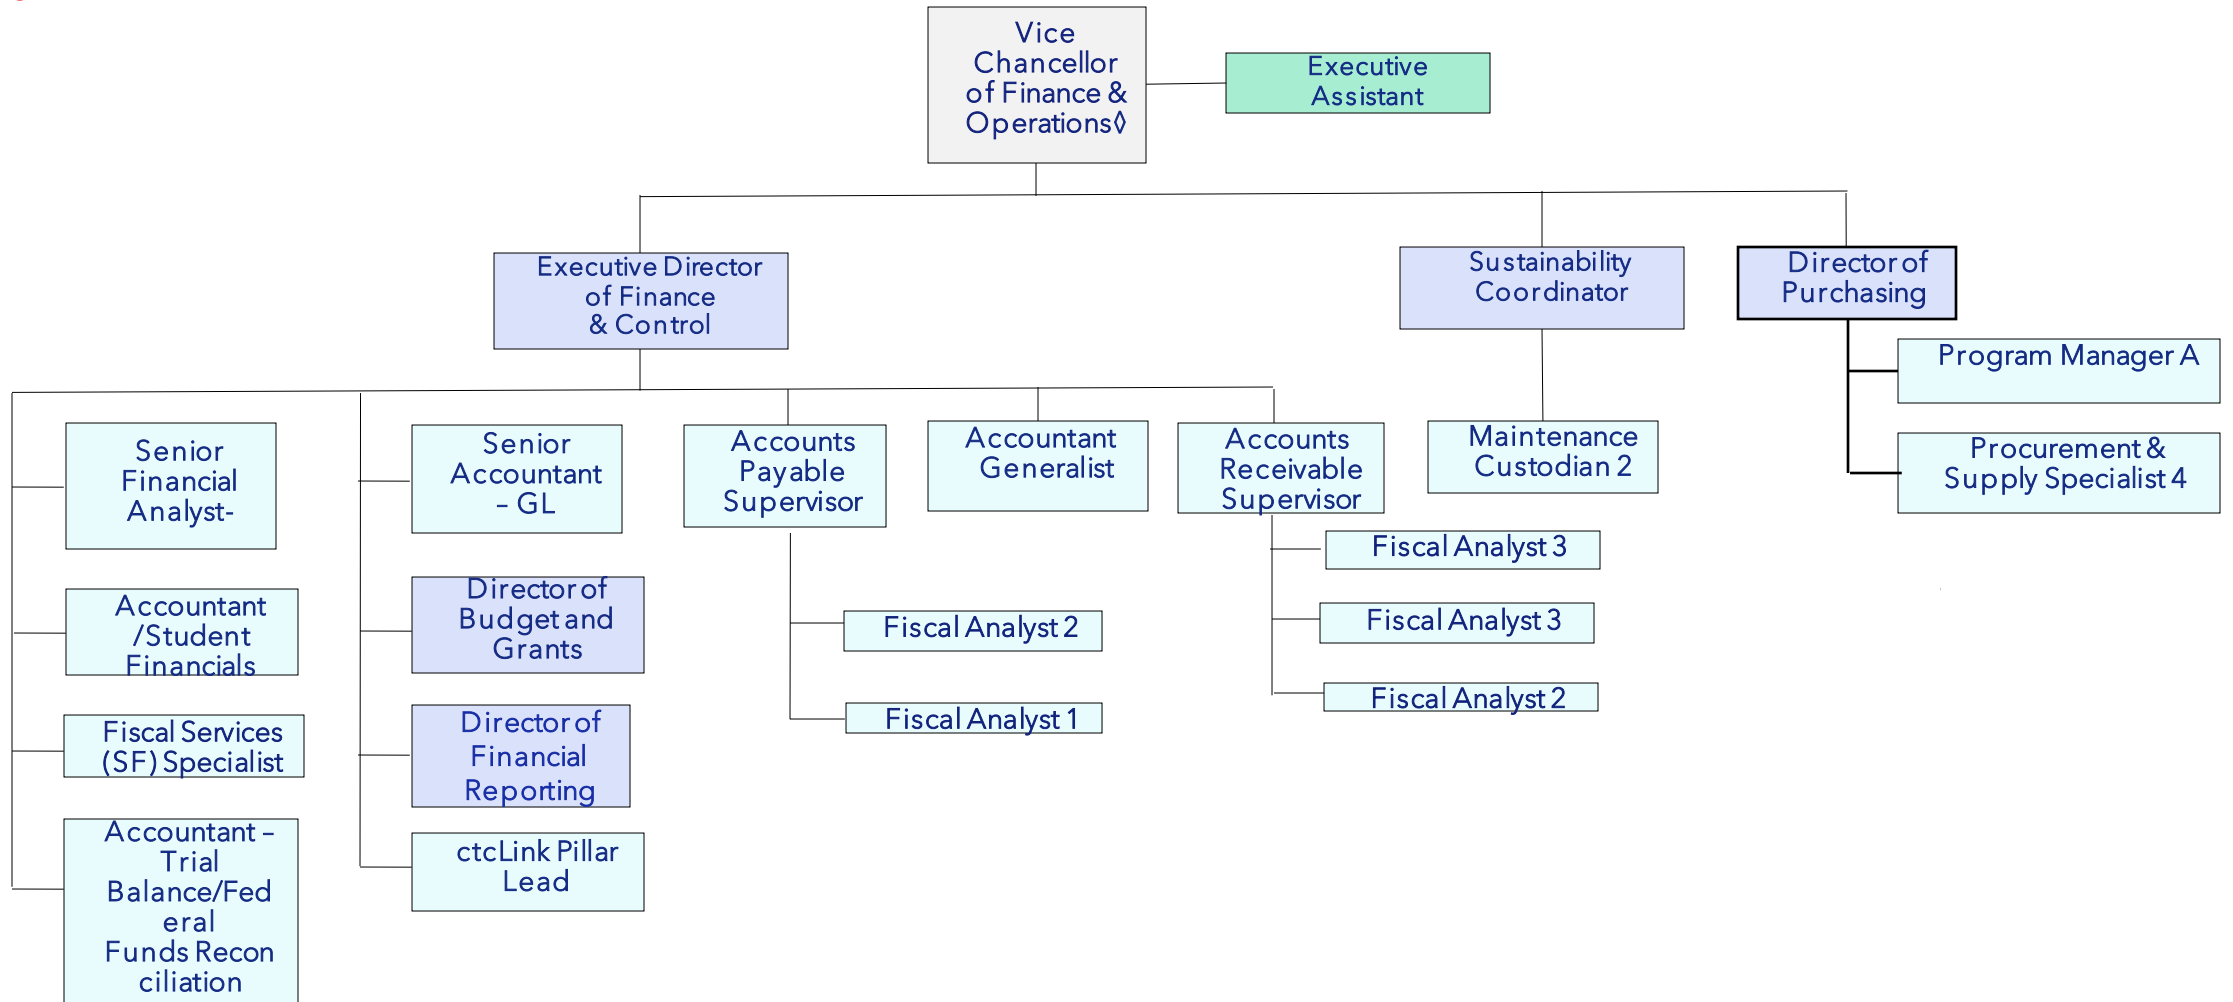 Vice
Chancellor
of Finance &
Operations◊
Executive
Assistant
Executive Director
of Finance
& Control
Sustainability
Coordinator
Director of
Purchasing
Program Manager A
Procurement &
Supply Specialist 4
Senior
Financial
Analyst-
Senior
Accountant
– GL
Accounts
Payable
Supervisor
Accountant
Generalist
Accounts
Receivable
Supervisor
Maintenance
Custodian 2
Fiscal Analyst 3
Fiscal Analyst 3
Fiscal Analyst 2
Fiscal Analyst 2
Fiscal Analyst 1
Accountant
/Student
Financials
Director of
Budget and
Grants
Fiscal Services
(SF) Specialist
Director of
Financial
Reporting
Accountant –
Trial
Balance/Fed
eral
Funds Recon
ciliation
ctcLink Pillar
Lead